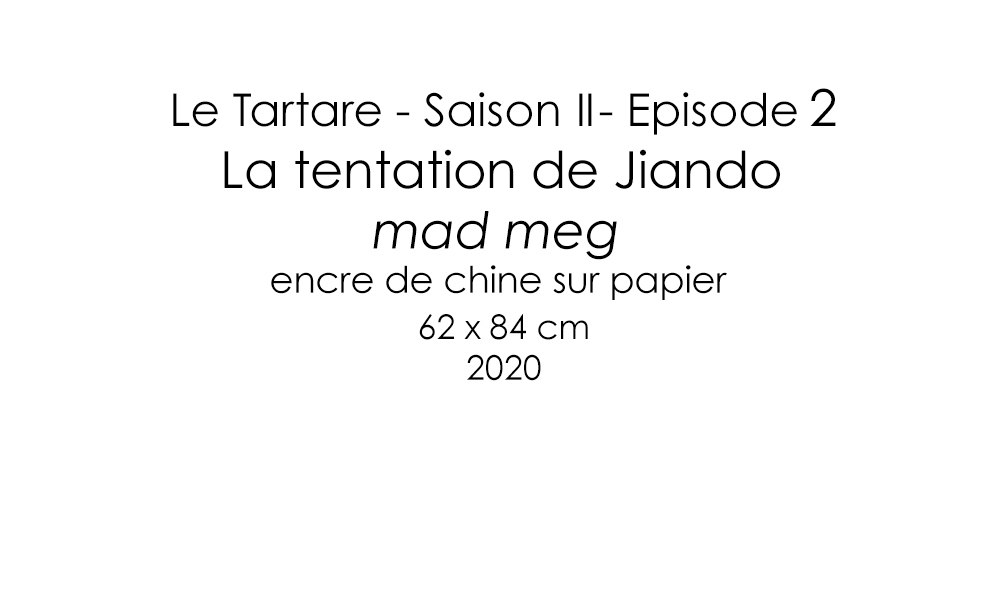 Le Tartare - Saison II- Episode 2
La tentation de Jiando
mad meg
encre de chine sur papier
62 x 84 cm
2020